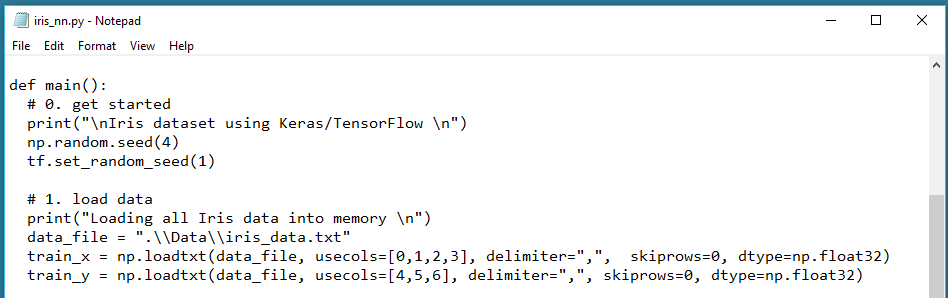 iris_nn.py - Notepad
File Edit Format View Help
def main():
  # 0. get started
  print("\nIris dataset using Keras/TensorFlow \n")
  np.random.seed(4)
  tf.set_random_seed(1)
  # 1. load data
  print("Loading all Iris data into memory \n")
  data_file = ".\\Data\\iris_data.txt"
  train_x = np.loadtxt(data_file, usecols=[0,1,2,3], delimiter=",",  skiprows=0, dtype=np.float32)
  train_y = np.loadtxt(data_file, usecols=[4,5,6], delimiter=",", skiprows=0, dtype=np.float32)